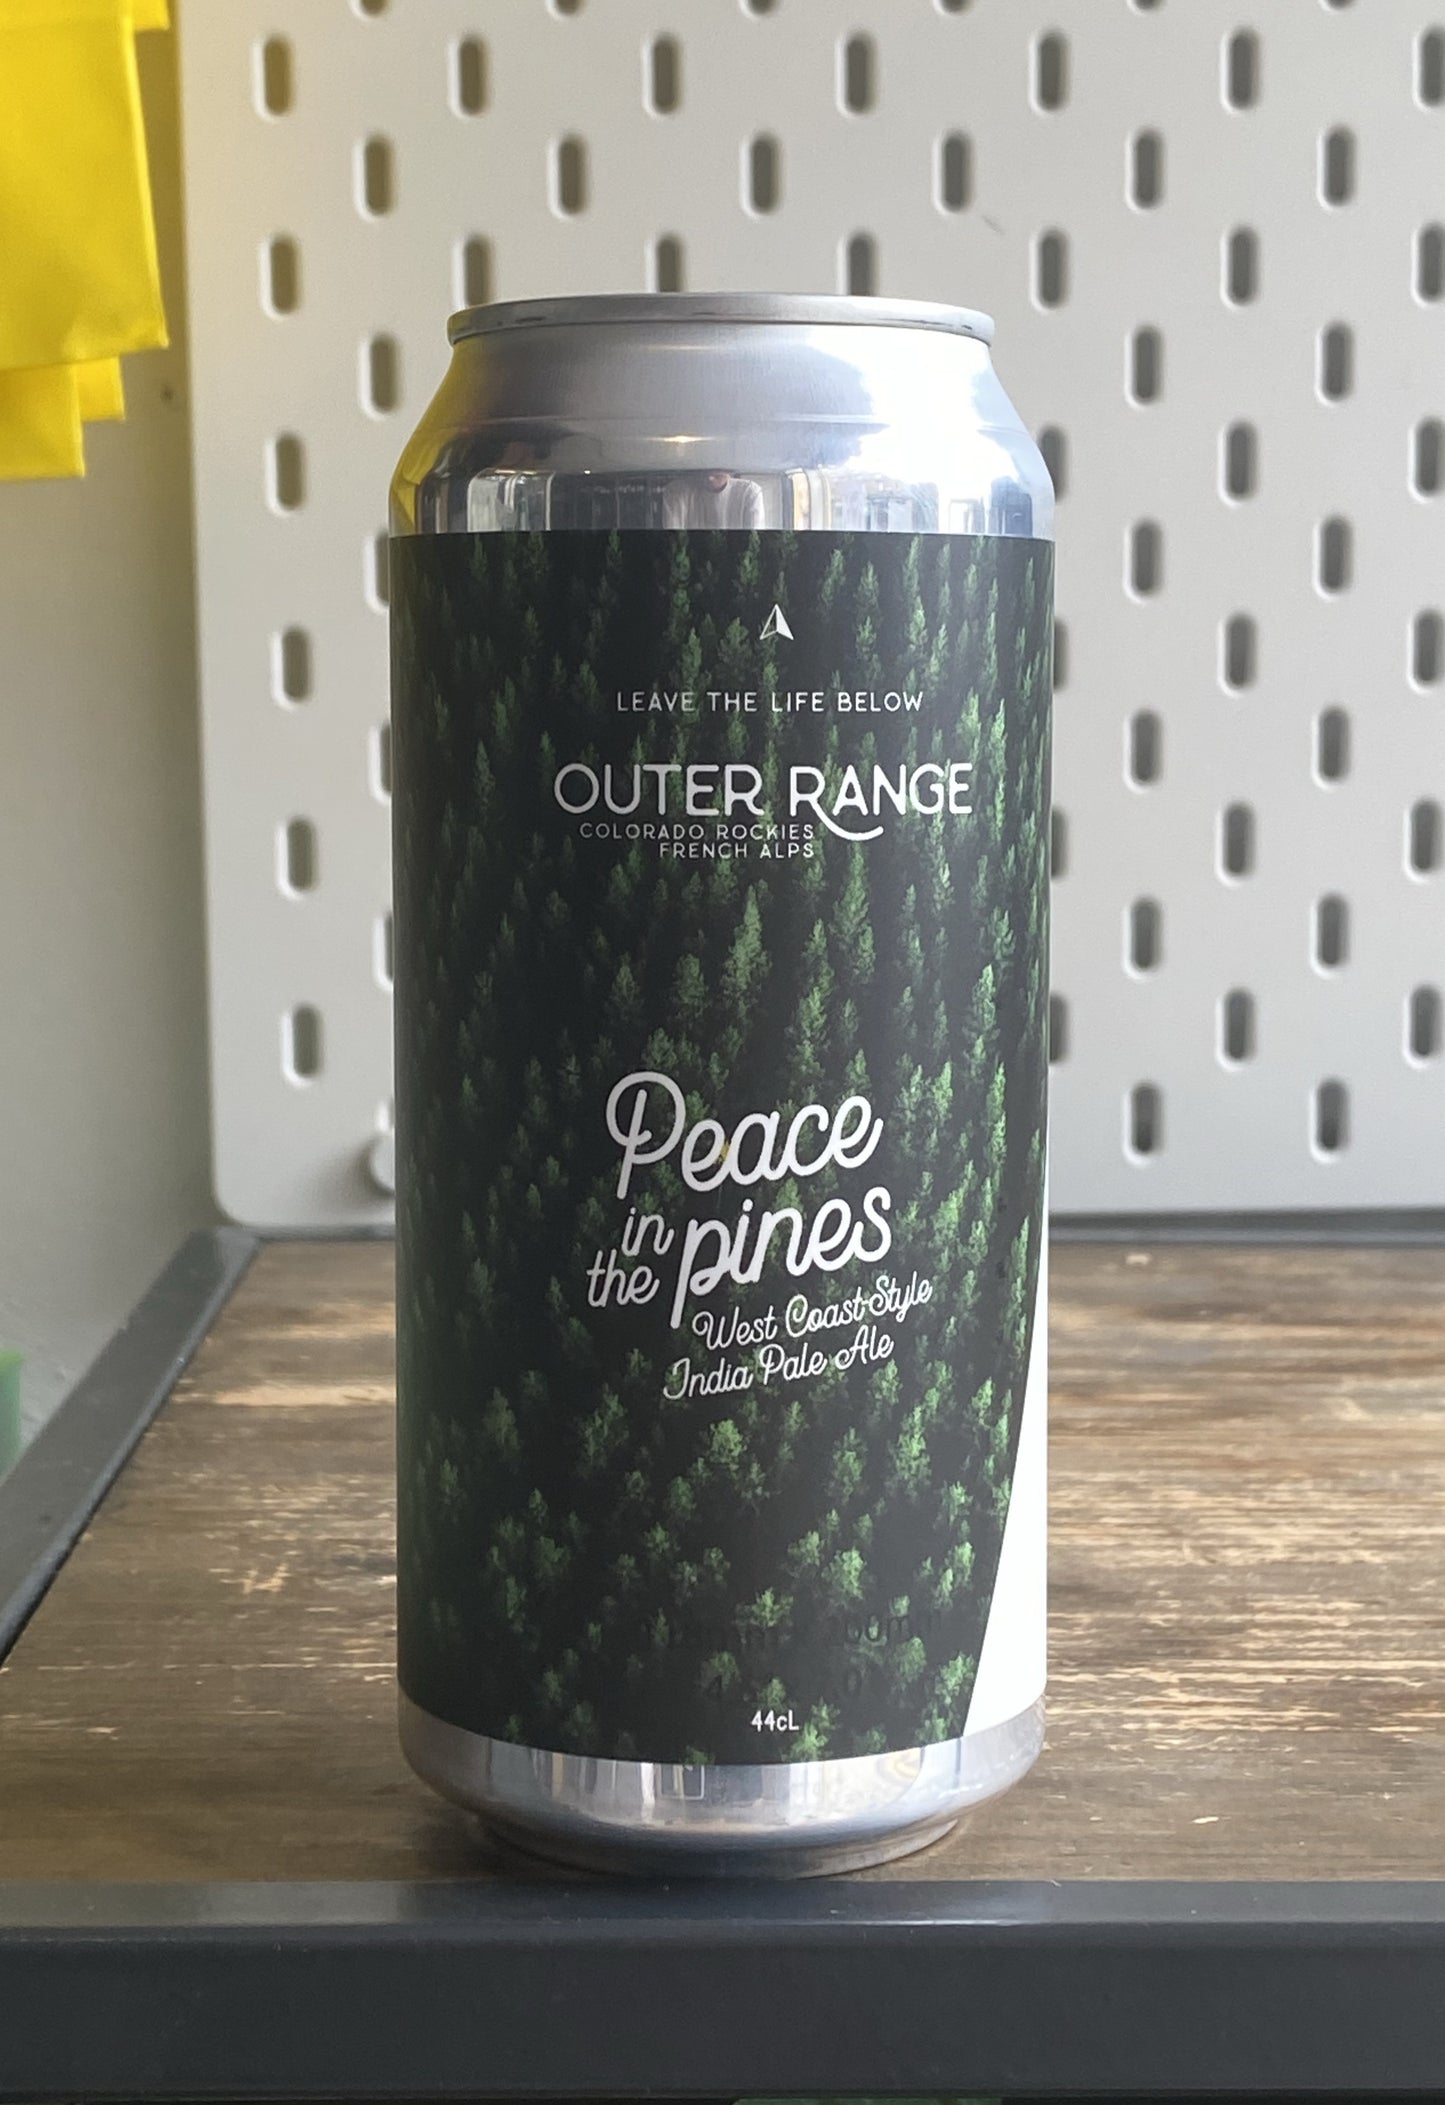 LEAVE THE LIFE BELOW
OUTER RANGE
COLORADO ROCKIES
FRENCH ALPS
Peace
in
the pines
West Coast-Style
India Pale Ale
44cL